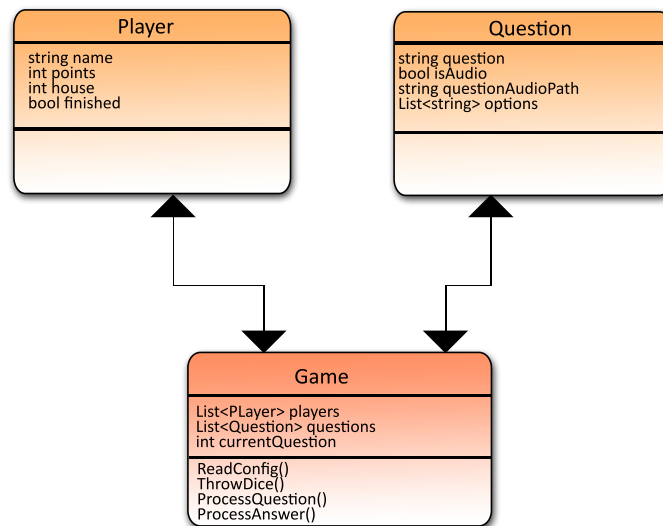 Player
string name
int points
int house
bool finished
Question
string question
bool isAudio
string questionAudioPath
List<string> options
Game
List<PLayer> players
List<Question> questions
int currentQuestion
ReadConfig()
ThrowDice()
ProcessQuestion()
ProcessAnswer()